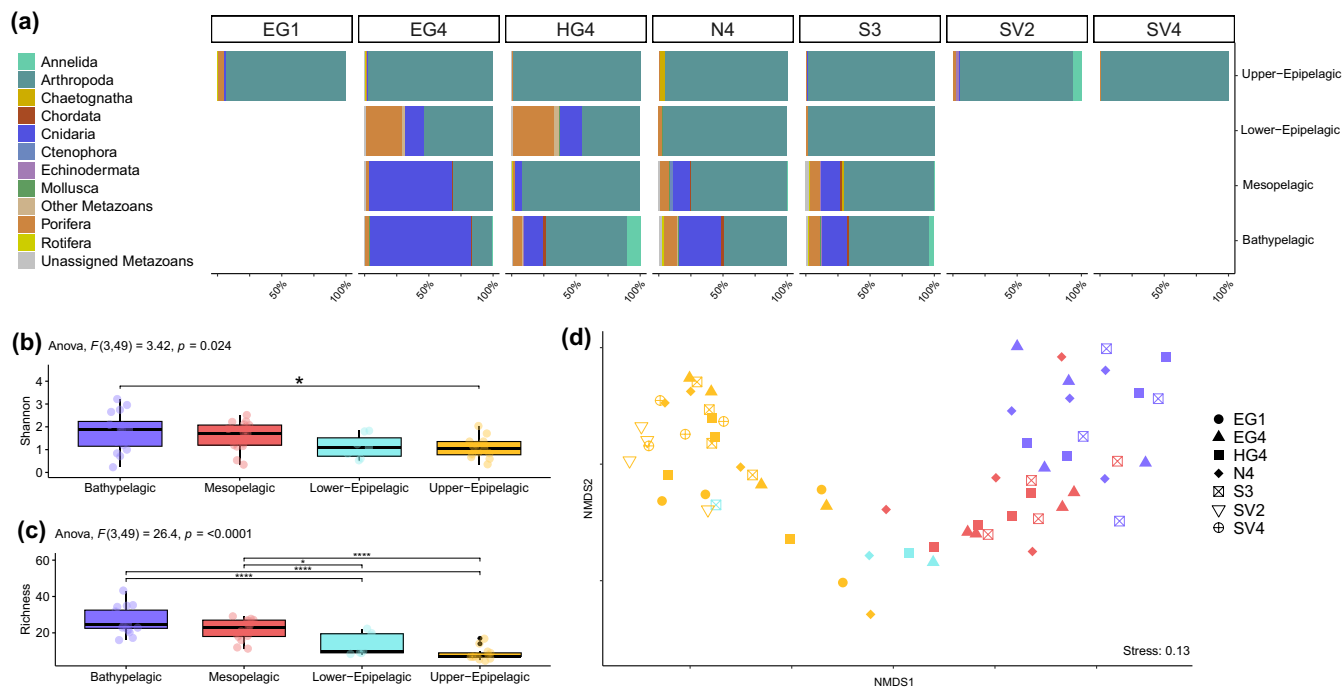 (a)
EG1 EG4 HG4 N4 S3 SV2 SV4
Annelida
Arthropoda
Chaetognatha
Chordata
Cnidaria
Ctenophora
Echinodermata
Mollusca
Other Metazoans
Porifera
Rotifera
Unassigned Metazoans
Upper−Epipelagic
Lower−Epipelagic
Mesopelagic
Bathypelagic
50% 100% 50% 100% 50% 100% 50% 100% 50% 100% 50% 100% 50% 100%
(b)
Anova, F(3,49) = 3.42, p = 0.024
*
Shannon
4
3
2
1
0
Bathypelagic Mesopelagic Lower−Epipelagic Upper−Epipelagic
(c)
Anova, F(3,49) = 26.4, p = <0.0001
****
*
****
****
Richness
60
40
20
Bathypelagic Mesopelagic Lower−Epipelagic Upper−Epipelagic
(d)
NMDS2
NMDS1
Stress: 0.13
EG1
EG4
HG4
N4
S3
SV2
SV4